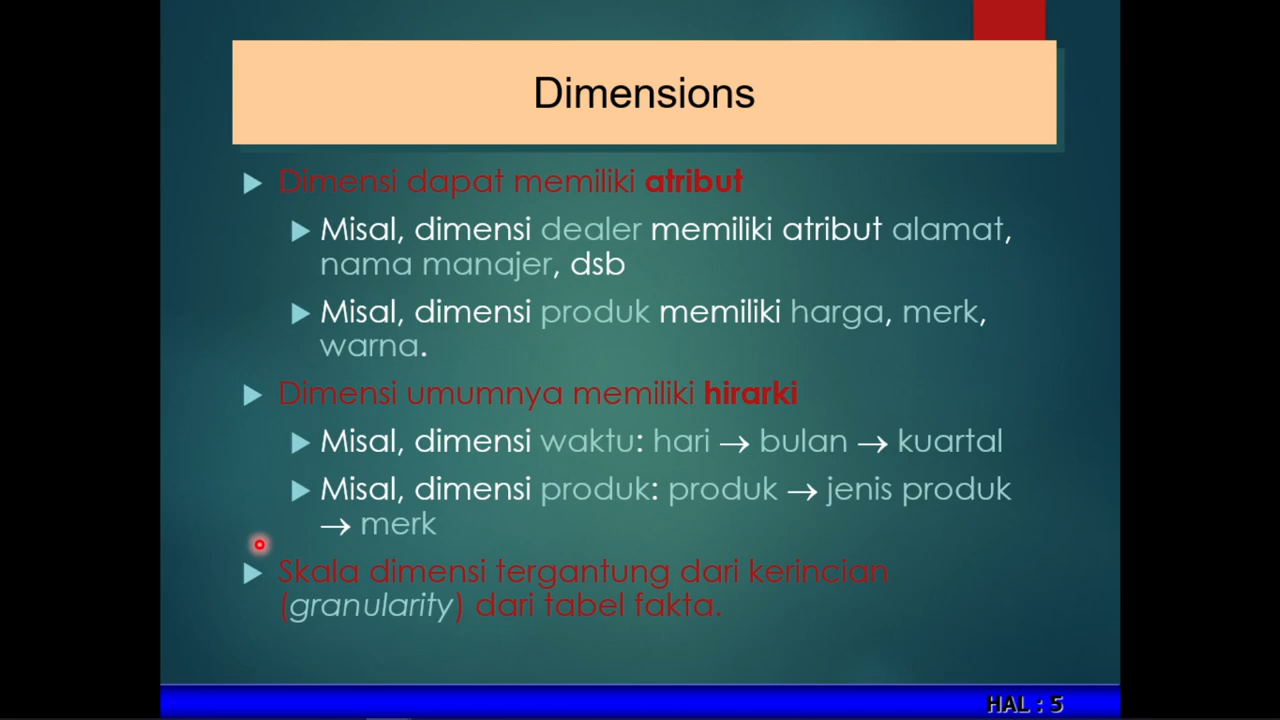 Dimensions
Dimensi dapat memiliki atribut
Misal, dimensi dealer memiliki atribut alamat,
nama manajer, dsb
Misal, dimensi produk memiliki harga, merk,
warna.
Dimensi umumnya memiliki hirarki
Misal, dimensi waktu: hari → bulan → kuartal
Misal, dimensi produk: produk → jenis produk
→ merk
Skala dimensi tergantung dari kerincian
(granularity) dari tabel fakta.
HAL : 5